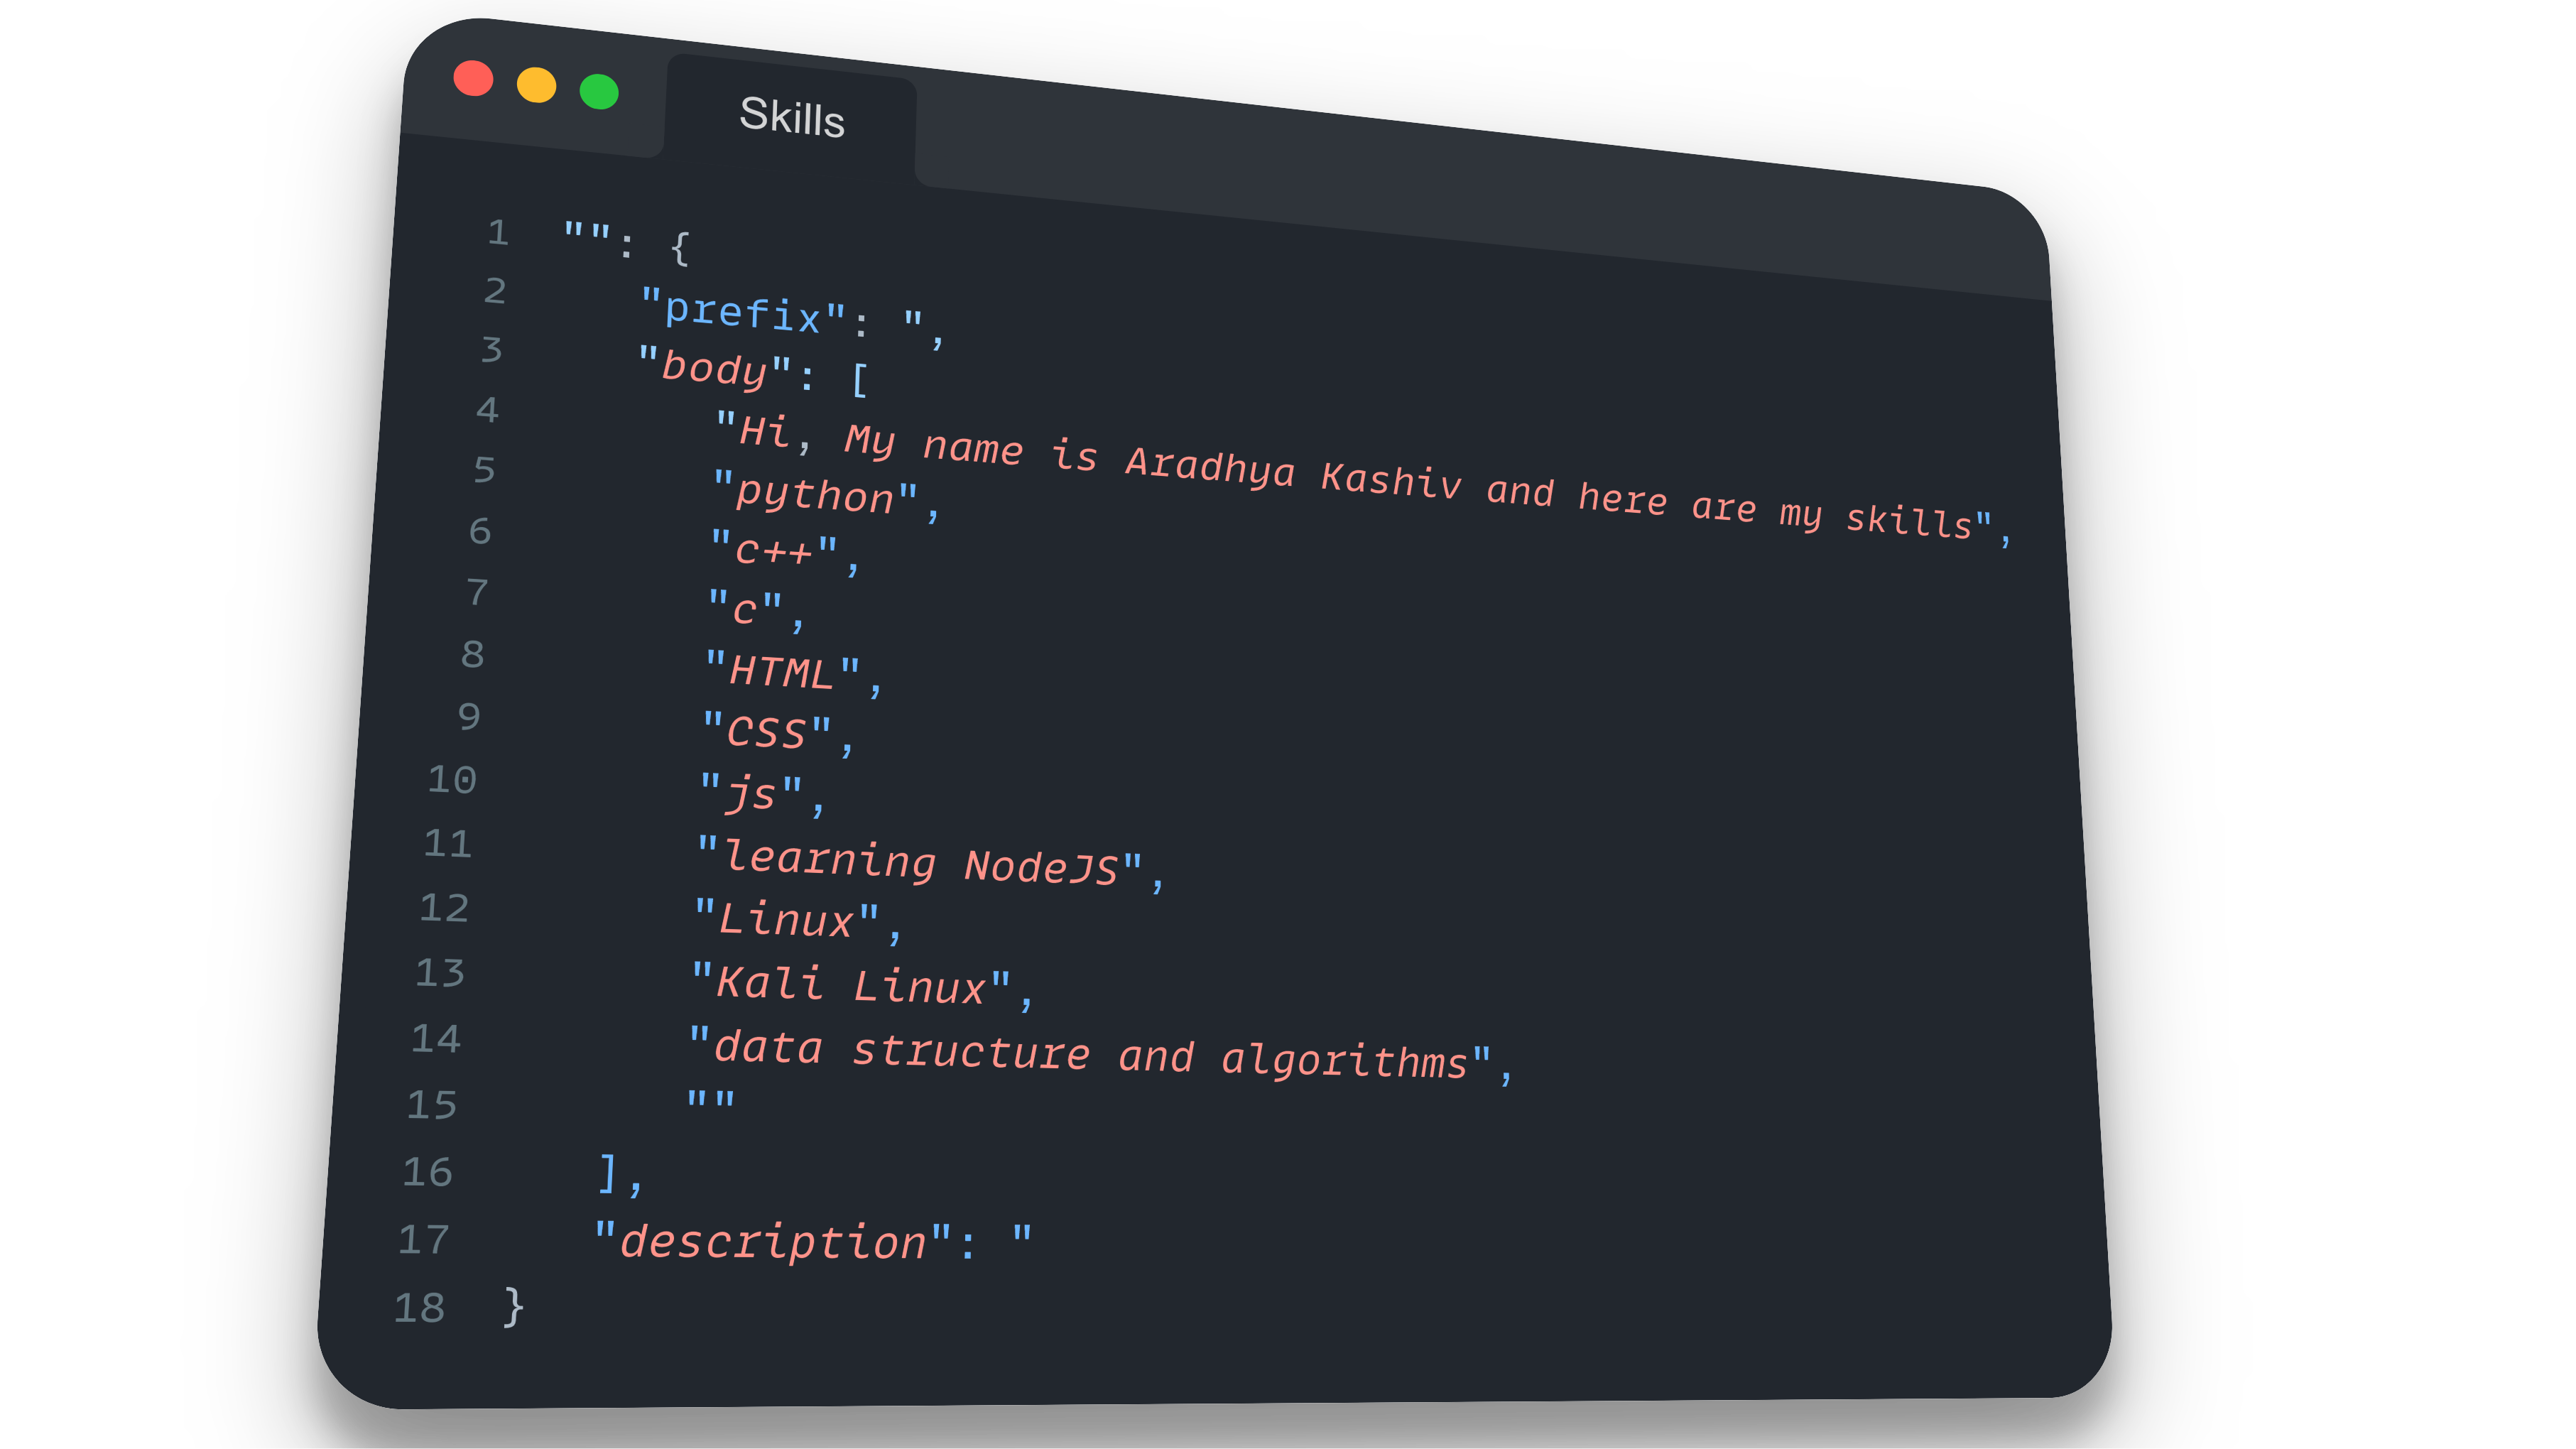 Skills
1 "": {
2 "prefix": ",
3 "body": [
4 "Hi, My name is Aradhya Kashiv and here are my skills",
5 "python",
6 "c++",
7 "c",
8 "HTML",
9 "CSS",
10 "js",
11 "learning NodeJS",
12 "Linux",
13 "Kali Linux",
14 "data structure and algorithms",
15 ""
16 ],
17 "description": "
18 }